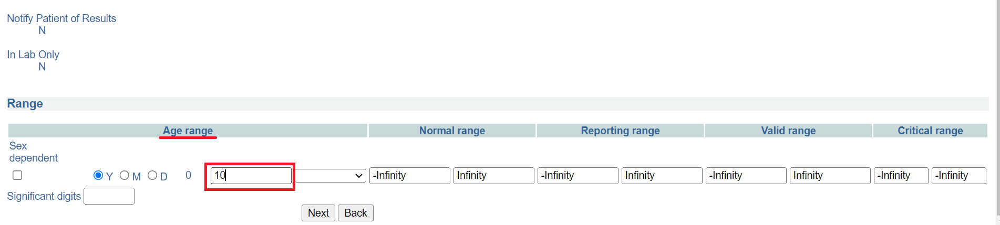 Notify Patient of Results
N
In Lab Only
N
Range
Age range Normal range Reporting range Valid range Critical range
Sex
dependent
Y M D 0 10 -Infinity Infinity -Infinity Infinity -Infinity Infinity -Infinity -Infinity
Significant digits
Next Back